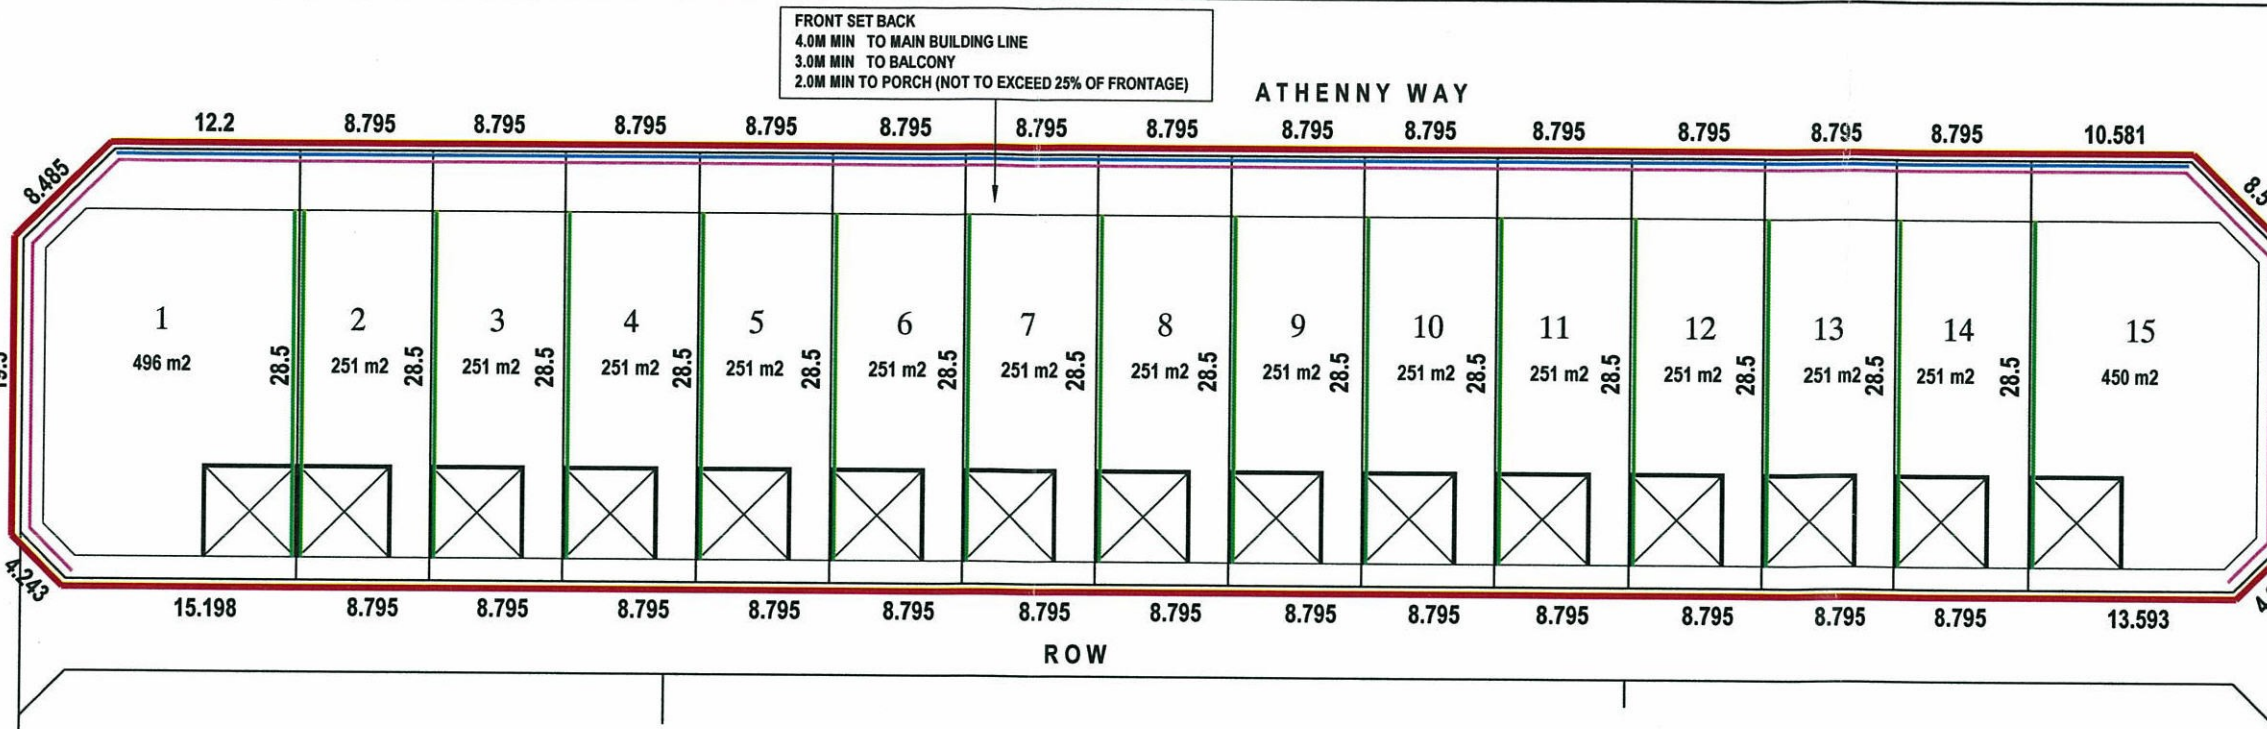 FRONT SET BACK
4.0M MIN TO MAIN BUILDING LINE
3.0M MIN TO BALCONY
2.0M MIN TO PORCH (NOT TO EXCEED 25% OF FRONTAGE)
ATHENNY WAY
12.2 8.795 8.795 8.795 8.795 8.795 8.795 8.795 8.795 8.795 8.795 8.795 8.795 8.795 10.581
8.485
1 2 3 4 5 6 7 8 9 10 11 12 13 14 15
496 m2 251 m2 251 m2 251 m2 251 m2 251 m2 251 m2 251 m2 251 m2 251 m2 251 m2 251 m2 251 m2 251 m2 450 m2
28.5 28.5 28.5 28.5 28.5 28.5 28.5 28.5 28.5 28.5 28.5 28.5 28.5 28.5
4.243
15.198 8.795 8.795 8.795 8.795 8.795 8.795 8.795 8.795 8.795 8.795 8.795 8.795 8.795 13.593
ROW